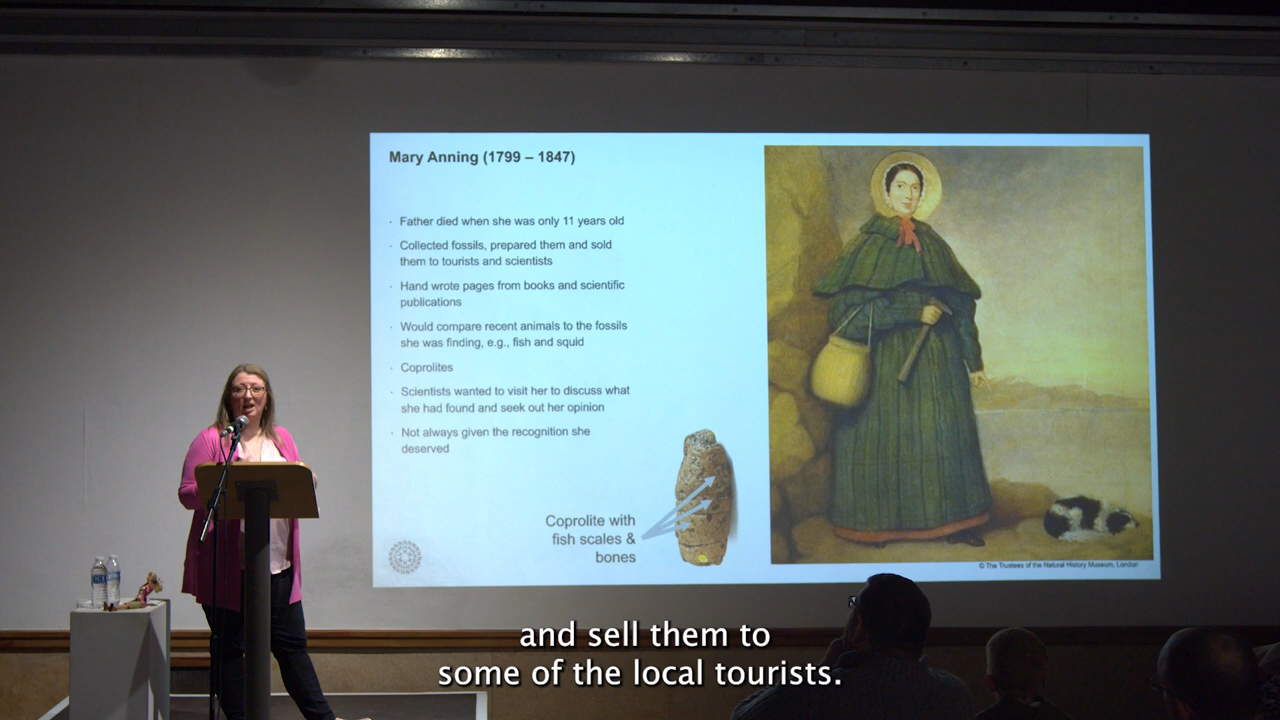 Mary Anning (1799 – 1847)
· Father died when she was only 11 years old
· Collected fossils, prepared them and sold
them to tourists and scientists
· Hand wrote pages from books and scientific
publications
· Would compare recent animals to the fossils
she was finding, e.g., fish and squid
· Coprolites
· Scientists wanted to visit her to discuss what
she had found and seek out her opinion
· Not always given the recognition she
deserved
Coprolite with
fish scales &
bones
© The Trustees of the Natural History Museum, London
and sell them to
some of the local tourists.